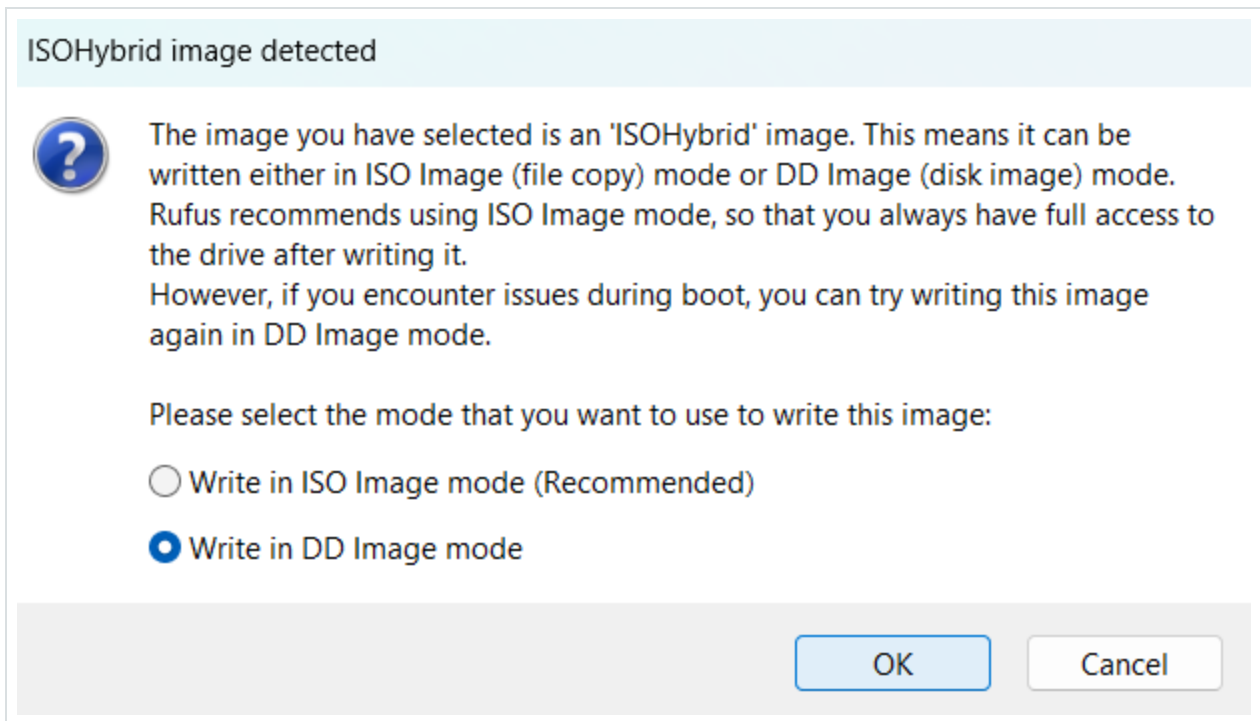 ISOHybrid image detected
The image you have selected is an 'ISOHybrid' image. This means it can be
written either in ISO Image (file copy) mode or DD Image (disk image) mode.
Rufus recommends using ISO Image mode, so that you always have full access to
the drive after writing it.
However, if you encounter issues during boot, you can try writing this image
again in DD Image mode.
Please select the mode that you want to use to write this image:
Write in ISO Image mode (Recommended)
Write in DD Image mode
OK
Cancel